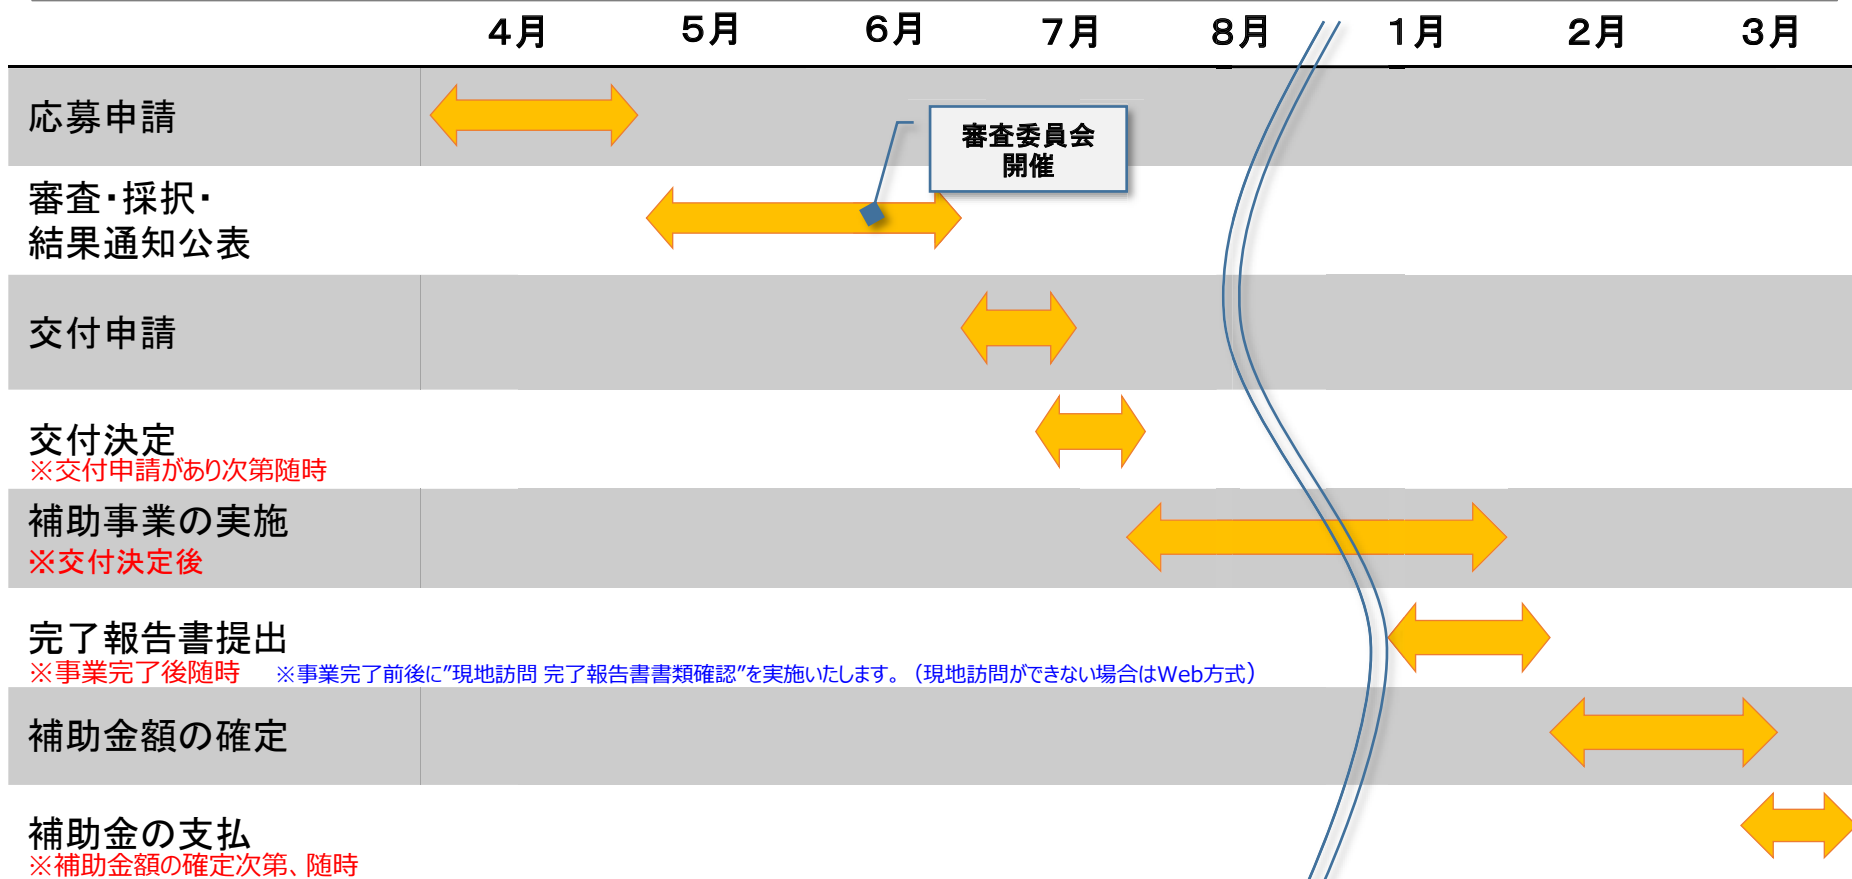 4月 5月 6月 7月 8月 1月 2月 3月
応募申請
審査委員会
開催
審査・採択・
結果通知公表
交付申請
交付決定
※交付申請があり次第随時
補助事業の実施
※交付決定後
完了報告書提出
※事業完了後随時 ※事業完了前後に”現地訪問 完了報告書書類確認”を実施いたします。（現地訪問ができない場合はWeb方式）
補助金額の確定
補助金の支払
※補助金額の確定次第、随時